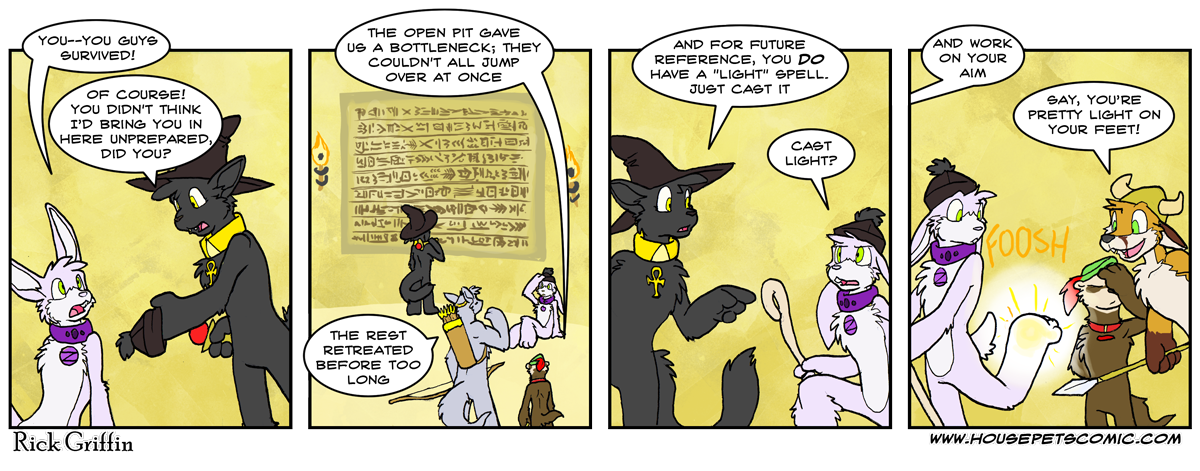 YOU--YOU GUYS
SURVIVED!
OF COURSE!
YOU DIDN'T THINK
I'D BRING YOU IN
HERE UNPREPARED,
DID YOU?
THE OPEN PIT GAVE
US A BOTTLENECK; THEY
COULDN'T ALL JUMP
OVER AT ONCE
THE REST
RETREATED
BEFORE TOO
LONG
AND FOR FUTURE
REFERENCE, YOU DO
HAVE A "LIGHT" SPELL.
JUST CAST IT
CAST
LIGHT?
AND WORK
ON YOUR
AIM
SAY, YOU'RE
PRETTY LIGHT ON
YOUR FEET!
FOOSH
Z
Z
Z
Rick Griffin
WWW.HOUSEPETSCOMIC.COM